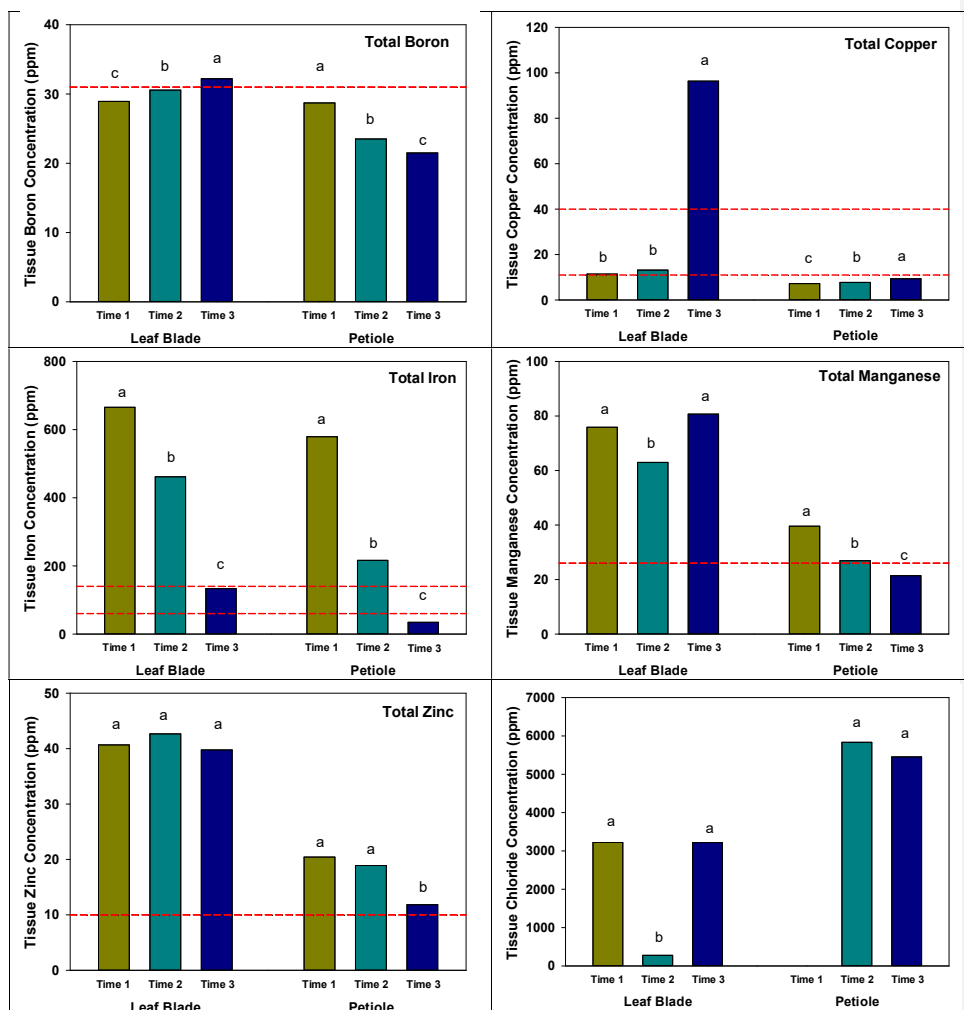 Total Boron
Tissue Boron Concentration (ppm)
40
30
20
10
0
c b a a b c
Time 1 Time 2 Time 3 Time 1 Time 2 Time 3
Leaf Blade Petiole
Total Copper
Tissue Copper Concentration (ppm)
120
100
80
60
40
20
0
b b a c b a
Time 1 Time 2 Time 3 Time 1 Time 2 Time 3
Leaf Blade Petiole
Total Iron
Tissue Iron Concentration (ppm)
800
600
400
200
0
a b c a b c
Time 1 Time 2 Time 3 Time 1 Time 2 Time 3
Leaf Blade Petiole
Total Manganese
Tissue Manganese Concentration (ppm)
100
80
60
40
20
0
a b a a b c
Time 1 Time 2 Time 3 Time 1 Time 2 Time 3
Leaf Blade Petiole
Total Zinc
Tissue Zinc Concentration (ppm)
50
40
30
20
10
0
a a a a a b
Time 1 Time 2 Time 3 Time 1 Time 2 Time 3
Leaf Blade Petiole
Tissue Chloride Concentration (ppm)
7000
6000
5000
4000
3000
2000
1000
0
a b a a a
Time 1 Time 2 Time 3 Time 1 Time 2 Time 3
Leaf Blade Petiole